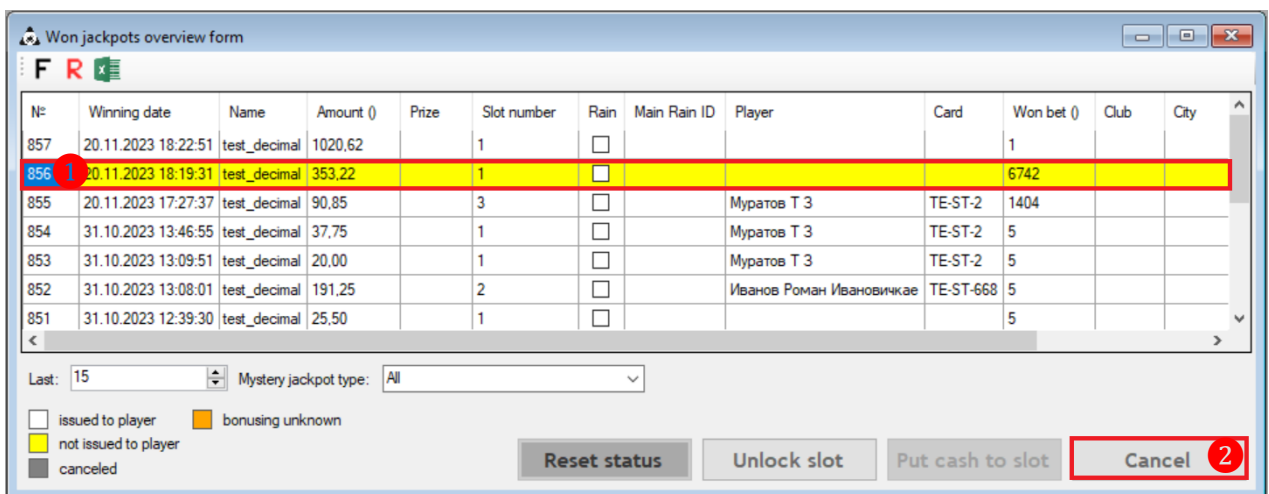 Won jackpots overview form
F R
№ Winning date Name Amount () Prize Slot number Rain Main Rain ID Player Card Won bet () Club City
857 20.11.2023 18:22:51 test_decimal 1020,62 1 1
856 1 20.11.2023 18:19:31 test_decimal 353,22 1 6742
855 20.11.2023 17:27:37 test_decimal 90,85 3 Муратов Т З TE-ST-2 1404
854 31.10.2023 13:46:55 test_decimal 37,75 1 Муратов Т З TE-ST-2 5
853 31.10.2023 13:09:51 test_decimal 20,00 1 Муратов Т З TE-ST-2 5
852 31.10.2023 13:08:01 test_decimal 191,25 2 Иванов Роман Ивановичкае TE-ST-668 5
851 31.10.2023 12:39:30 test_decimal 25,50 1 5
Last: 15 Mystery jackpot type: All
issued to player bonusing unknown
not issued to player
canceled
Reset status Unlock slot Put cash to slot Cancel 2